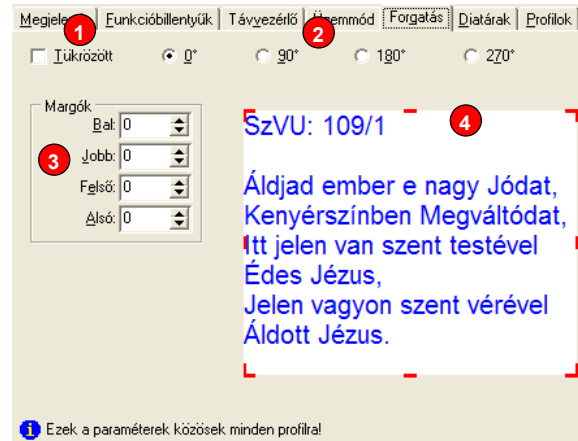 Funkcióbillentyűk Távvezérlő Forgatás Diatárak Profilok
1 2
Tükrözött 0° 90° 180° 270°
Margók
Bal: 0
Jobb: 0
Felső: 0
Alsó: 0
3
4
SzVU: 109/1
Áldjad ember e nagy Jódat,
Kenyérszínben Megváltódat,
Itt jelen van szent testével
Édes Jézus,
Jelen vagyon szent vérével
Áldott Jézus.
Ezek a paraméterek közösek minden profilra!